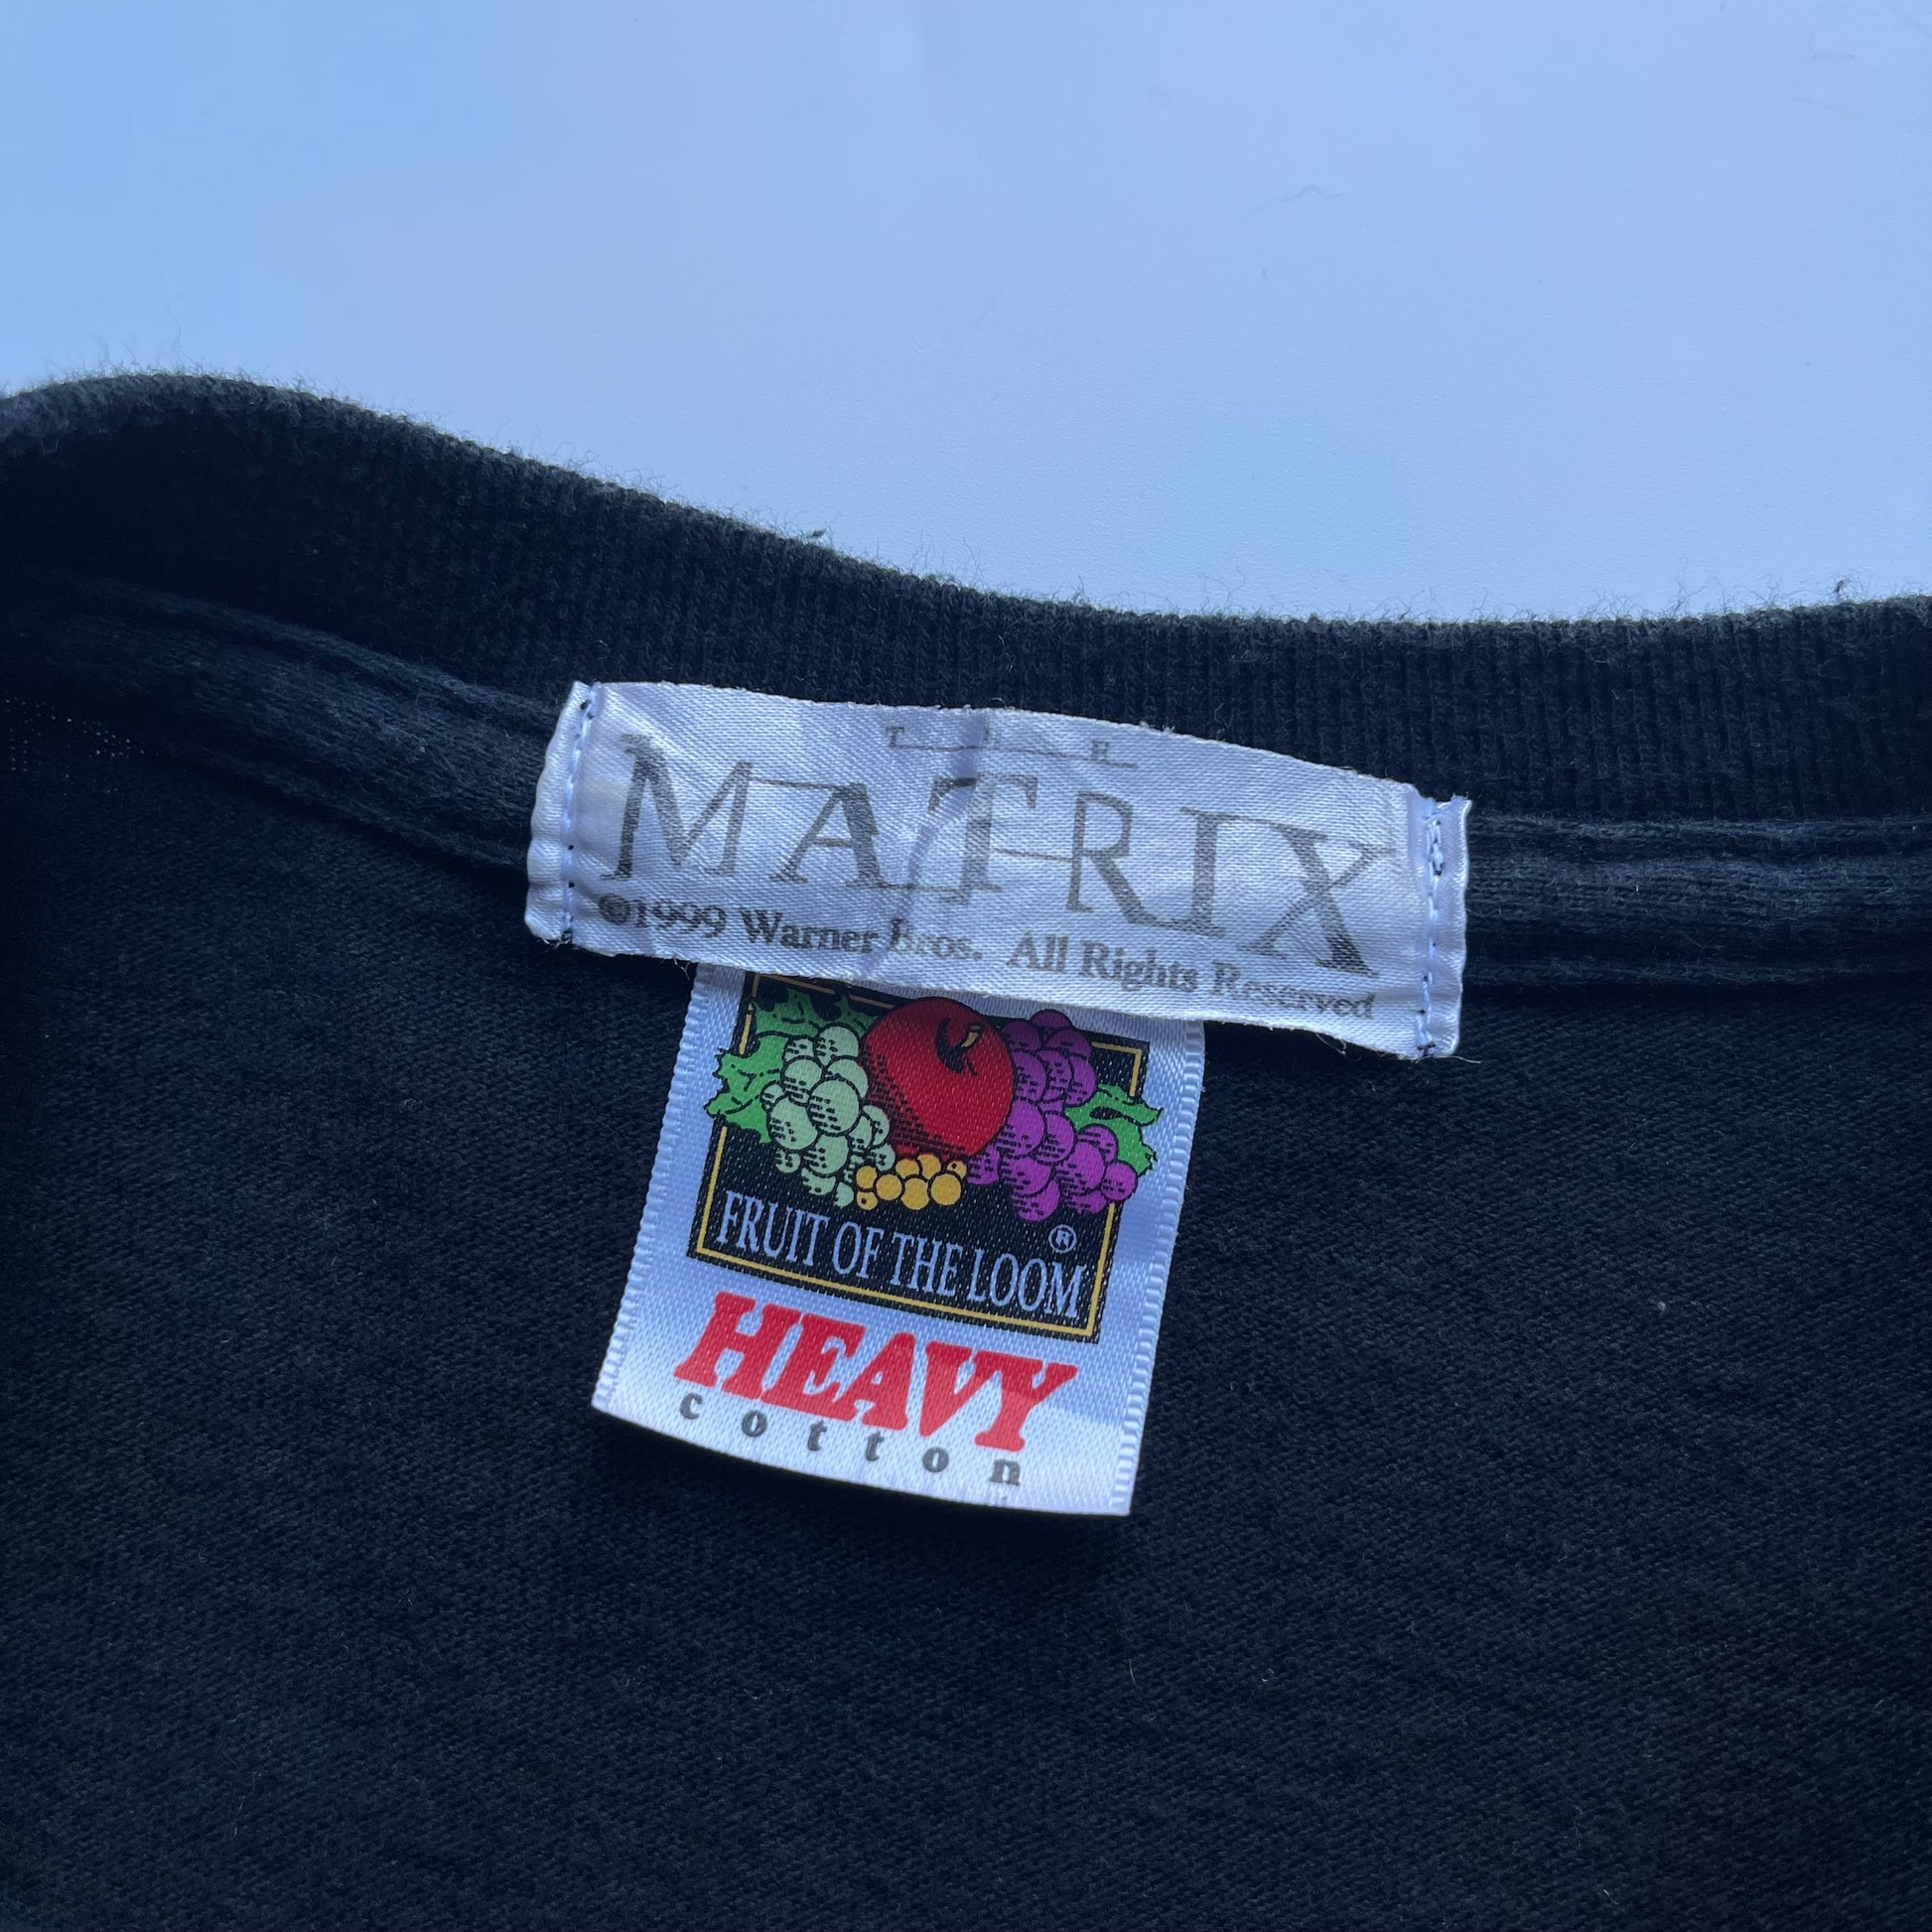 THE
MATRIX
©1999 Warner Bros. All Rights Reserved
FRUIT OF THE LOOM®
HEAVY
cotton